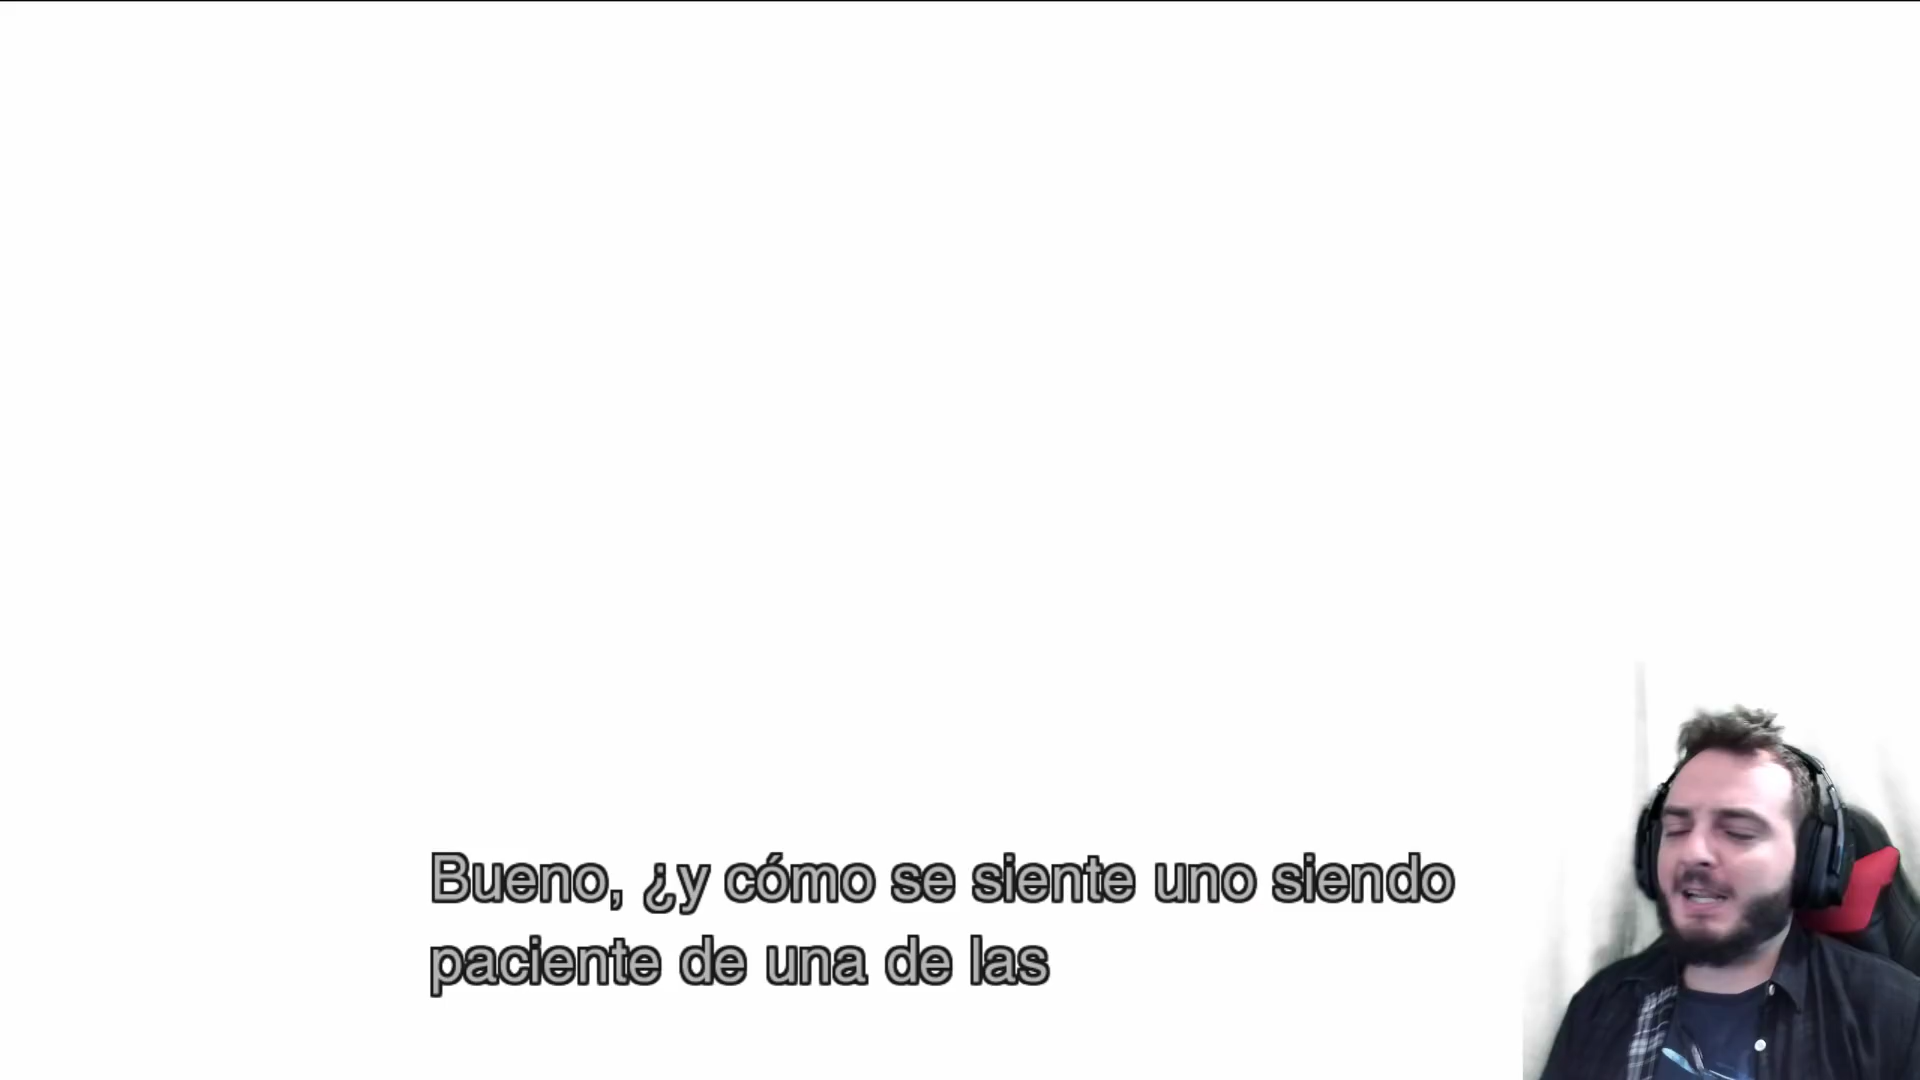 Bueno, ¿y cómo se siente uno siendo
paciente de una de las